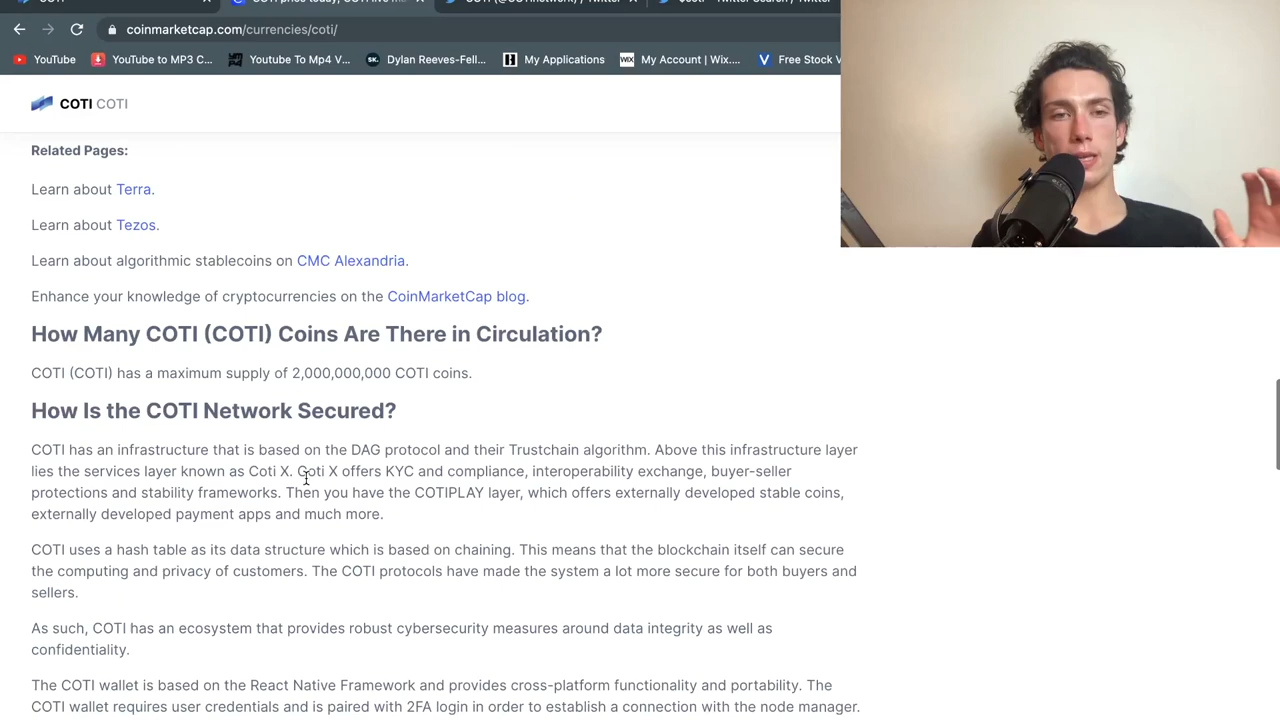 COTI price today, COTI live m
COTI (@COTInetwork) / Twitter
$coti - Twitter Search / Twitter
coinmarketcap.com/currencies/coti/
YouTube YouTube to MP3 C... Youtube To Mp4 V... Dylan Reeves-Fell... My Applications My Account | Wix.... Free Stock V
COTI COTI
Related Pages:
Learn about Terra.
Learn about Tezos.
Learn about algorithmic stablecoins on CMC Alexandria.
Enhance your knowledge of cryptocurrencies on the CoinMarketCap blog.
How Many COTI (COTI) Coins Are There in Circulation?
COTI (COTI) has a maximum supply of 2,000,000,000 COTI coins.
How Is the COTI Network Secured?
COTI has an infrastructure that is based on the DAG protocol and their Trustchain algorithm. Above this infrastructure layer
lies the services layer known as Coti X. Coti X offers KYC and compliance, interoperability exchange, buyer-seller
protections and stability frameworks. Then you have the COTIPLAY layer, which offers externally developed stable coins,
externally developed payment apps and much more.
COTI uses a hash table as its data structure which is based on chaining. This means that the blockchain itself can secure
the computing and privacy of customers. The COTI protocols have made the system a lot more secure for both buyers and
sellers.
As such, COTI has an ecosystem that provides robust cybersecurity measures around data integrity as well as
confidentiality.
The COTI wallet is based on the React Native Framework and provides cross-platform functionality and portability. The
COTI wallet requires user credentials and is paired with 2FA login in order to establish a connection with the node manager.